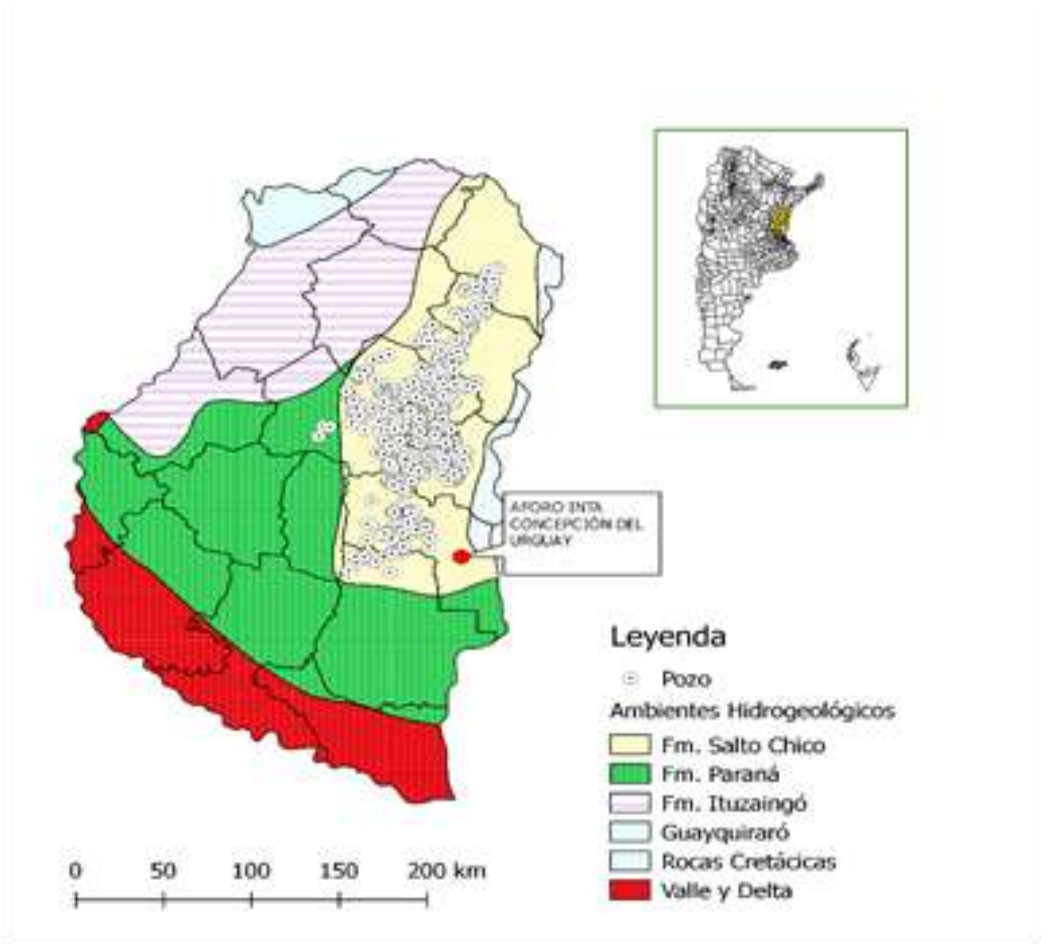 AFORO INTA
CONCEPCIÓN DEL
URGUAY
Leyenda
Pozo
Ambientes Hidrogeológicos
Fm. Salto Chico
Fm. Paraná
Fm. Ituzaingó
Guayquiraró
Rocas Cretácicas
Valle y Delta
0 50 100 150 200 km